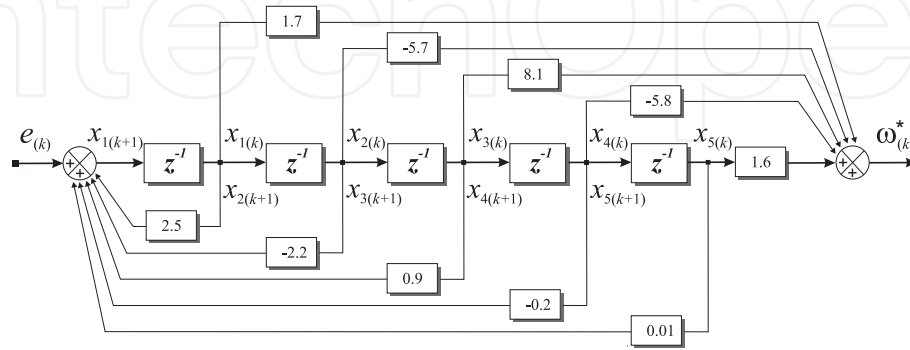 ntechOpe
1.7
-5.7
8.1
-5.8
e(k) x1(k+1) z⁻¹ x1(k) z⁻¹ x2(k) z⁻¹ x3(k) z⁻¹ x4(k) z⁻¹ x5(k) 1.6 ω*(k
+ + + + + +
x2(k+1) x3(k+1) x4(k+1) x5(k+1)
2.5
-2.2
0.9
-0.2
0.01